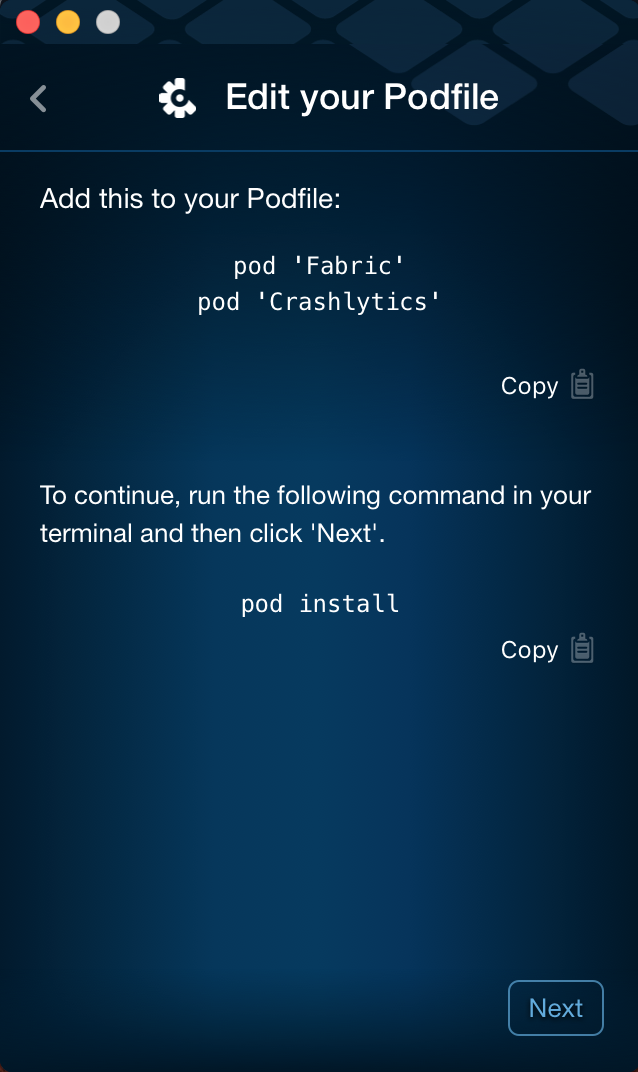 Edit your Podfile
Add this to your Podfile:
pod 'Fabric'
pod 'Crashlytics'
Copy
To continue, run the following command in your
terminal and then click 'Next'.
pod install
Copy
Next